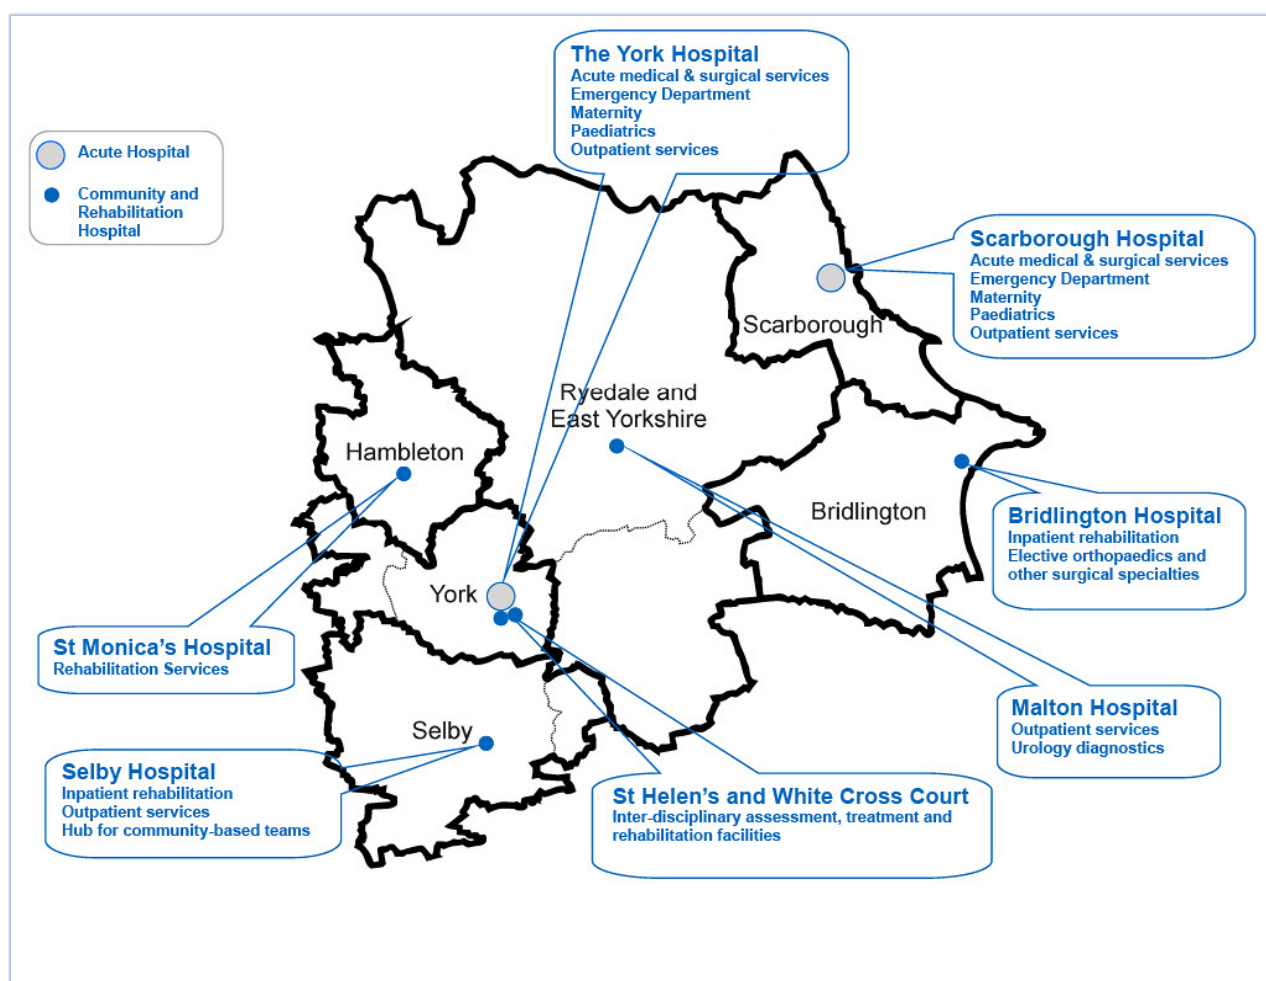 The York Hospital
Acute medical & surgical services
Emergency Department
Maternity
Paediatrics
Outpatient services
Acute Hospital
Community and
Rehabilitation
Hospital
Scarborough Hospital
Acute medical & surgical services
Emergency Department
Maternity
Paediatrics
Outpatient services
Scarborough
Ryedale and
East Yorkshire
Hambleton
Bridlington
Bridlington Hospital
Inpatient rehabilitation
Elective orthopaedics and
other surgical specialties
York
St Monica's Hospital
Rehabilitation Services
Malton Hospital
Outpatient services
Urology diagnostics
Selby
Selby Hospital
Inpatient rehabilitation
Outpatient services
Hub for community-based teams
St Helen's and White Cross Court
Inter-disciplinary assessment, treatment and
rehabilitation facilities